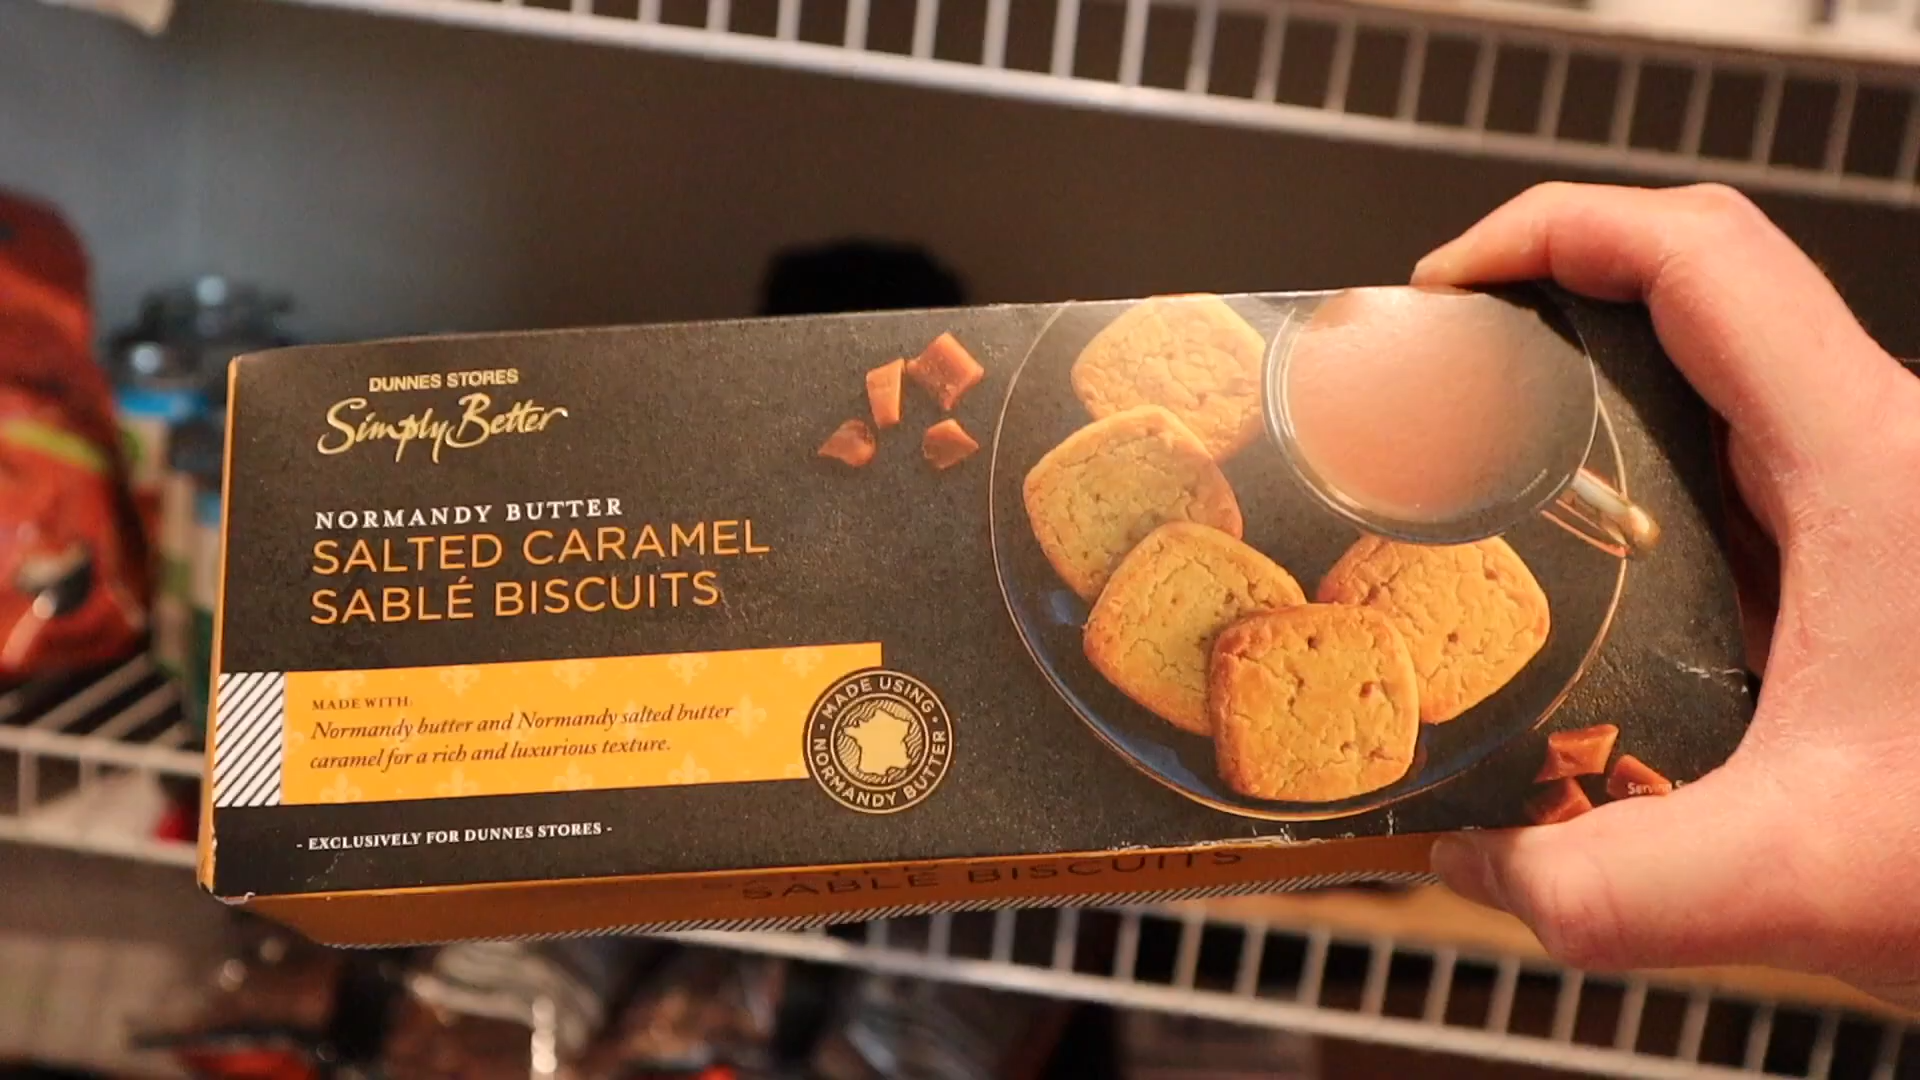 DUNNES STORES
Simply Better
NORMANDY BUTTER
SALTED CARAMEL
SABLÉ BISCUITS
MADE WITH:
Normandy butter and Normandy salted butter
caramel for a rich and luxurious texture.
MADE USING
NORMANDY BUTTER
- EXCLUSIVELY FOR DUNNES STORES -
SABLÉ BISCUITS